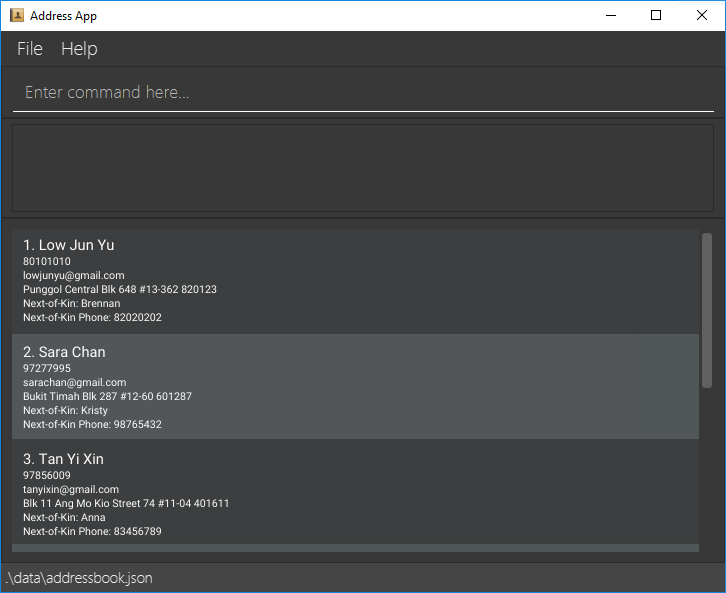 Address App
File Help
Enter command here...
1. Low Jun Yu
80101010
lowjunyu@gmail.com
Punggol Central Blk 648 #13-362 820123
Next-of-Kin: Brennan
Next-of-Kin Phone: 82020202
2. Sara Chan
97277995
sarachan@gmail.com
Bukit Timah Blk 287 #12-60 601287
Next-of-Kin: Kristy
Next-of-Kin Phone: 98765432
3. Tan Yi Xin
97856009
tanyixin@gmail.com
Blk 11 Ang Mo Kio Street 74 #11-04 401611
Next-of-Kin: Anna
Next-of-Kin Phone: 83456789
.\data\addressbook.json